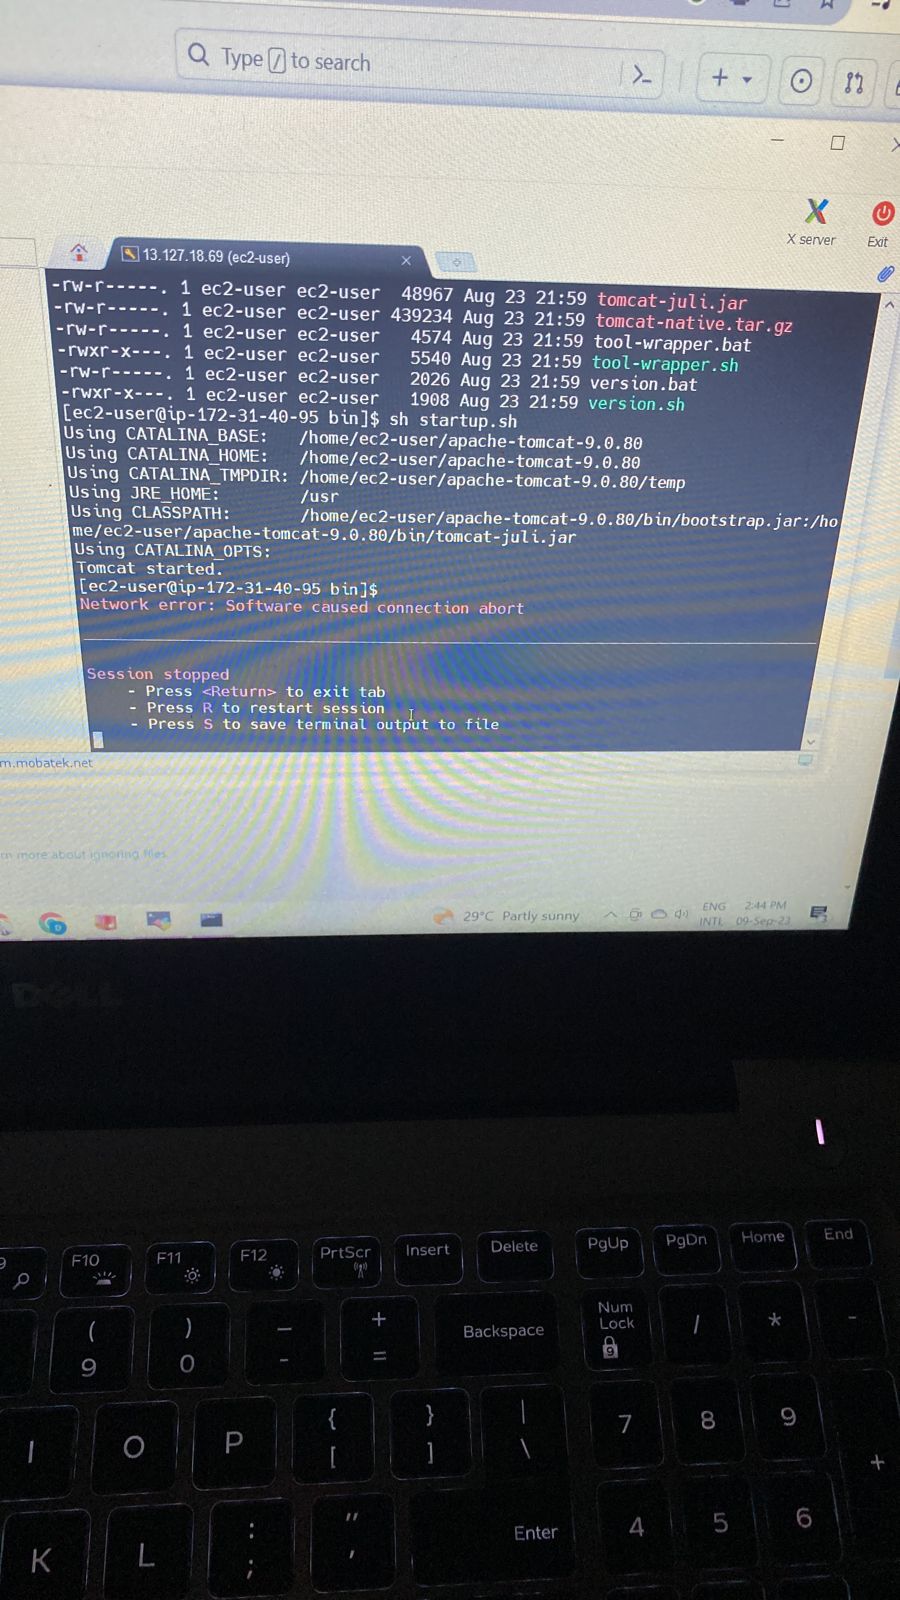 Type / to search
X server
Exit
13.127.18.69 (ec2-user)
-rw-r-----. 1 ec2-user ec2-user 48967 Aug 23 21:59 tomcat-juli.jar
-rw-r-----. 1 ec2-user ec2-user 439234 Aug 23 21:59 tomcat-native.tar.gz
-rw-r-----. 1 ec2-user ec2-user 4574 Aug 23 21:59 tool-wrapper.bat
-rwxr-x---. 1 ec2-user ec2-user 5540 Aug 23 21:59 tool-wrapper.sh
-rw-r-----. 1 ec2-user ec2-user 2026 Aug 23 21:59 version.bat
-rwxr-x---. 1 ec2-user ec2-user 1908 Aug 23 21:59 version.sh
[ec2-user@ip-172-31-40-95 bin]$ sh startup.sh
Using CATALINA_BASE: /home/ec2-user/apache-tomcat-9.0.80
Using CATALINA_HOME: /home/ec2-user/apache-tomcat-9.0.80
Using CATALINA_TMPDIR: /home/ec2-user/apache-tomcat-9.0.80/temp
Using JRE_HOME: /usr
Using CLASSPATH: /home/ec2-user/apache-tomcat-9.0.80/bin/bootstrap.jar:/ho
me/ec2-user/apache-tomcat-9.0.80/bin/tomcat-juli.jar
Using CATALINA_OPTS:
Tomcat started.
[ec2-user@ip-172-31-40-95 bin]$
Network error: Software caused connection abort
Session stopped
- Press <Return> to exit tab
- Press R to restart session
- Press S to save terminal output to file
m.mobatek.net
rn more about ignoring files
29°C Partly sunny
ENG
INTL
2:44 PM
09-Sep-23
DELL
F10 F11 F12 PrtScr Insert Delete PgUp PgDn Home End
( ) — + Backspace Num Lock / * -
9 0 - =
I O P { [ } ] | \ 7 8 9 +
K L : ; " ' Enter 4 5 6